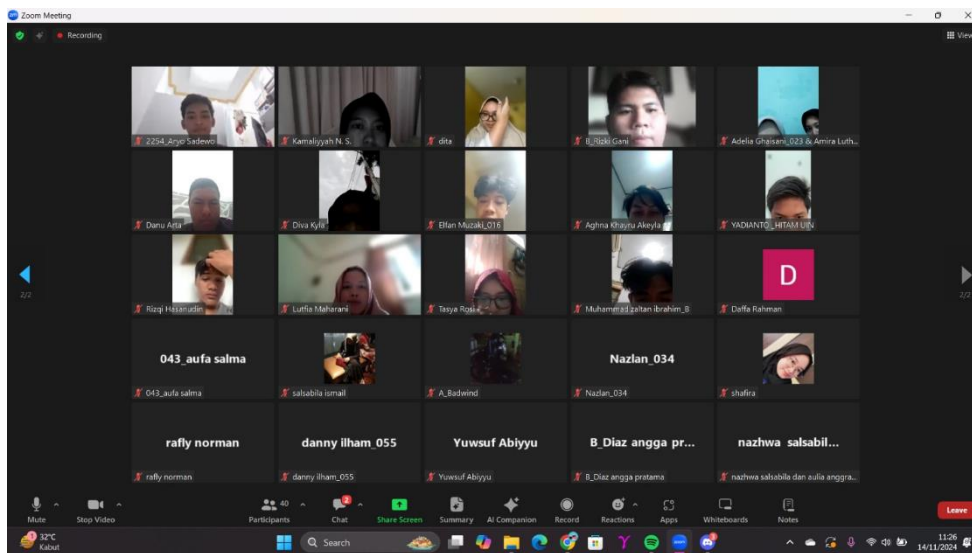 Zoom Meeting
Recording
View
2254_Aryo Sadewo
Kamaliyyah N. S.
dita
B_Rizki Gani
Adelia Ghaisani_023 & Amira Luth...
Danu Arta
Diva Kyla
Elfan Muzaki_016
Aghna Khayru Akeyla
YADIANTO_HITAM UIN
2/2
2/2
Rizqi Hasanudin
Lutfia Maharani
Tasya Rosi
Muhammad zaltan ibrahim_B
D
Daffa Rahman
043_aufa salma
Nazlan_034
043_aufa salma
salsabila ismail
A_Badwind
Nazlan_034
shafira
rafly norman
danny ilham_055
Yuwsuf Abiyyu
B_Diaz angga pr...
nazhwa salsabil...
rafly norman
danny ilham_055
Yuwsuf Abiyyu
B_Diaz angga pratama
nazhwa salsabila dan aulia anggra...
40
2
Mute
Stop Video
Participants
Chat
Share Screen
Summary
AI Companion
Record
Reactions
Apps
Whiteboards
Notes
Leave
32°C
Kabut
Search
11:26
14/11/2024